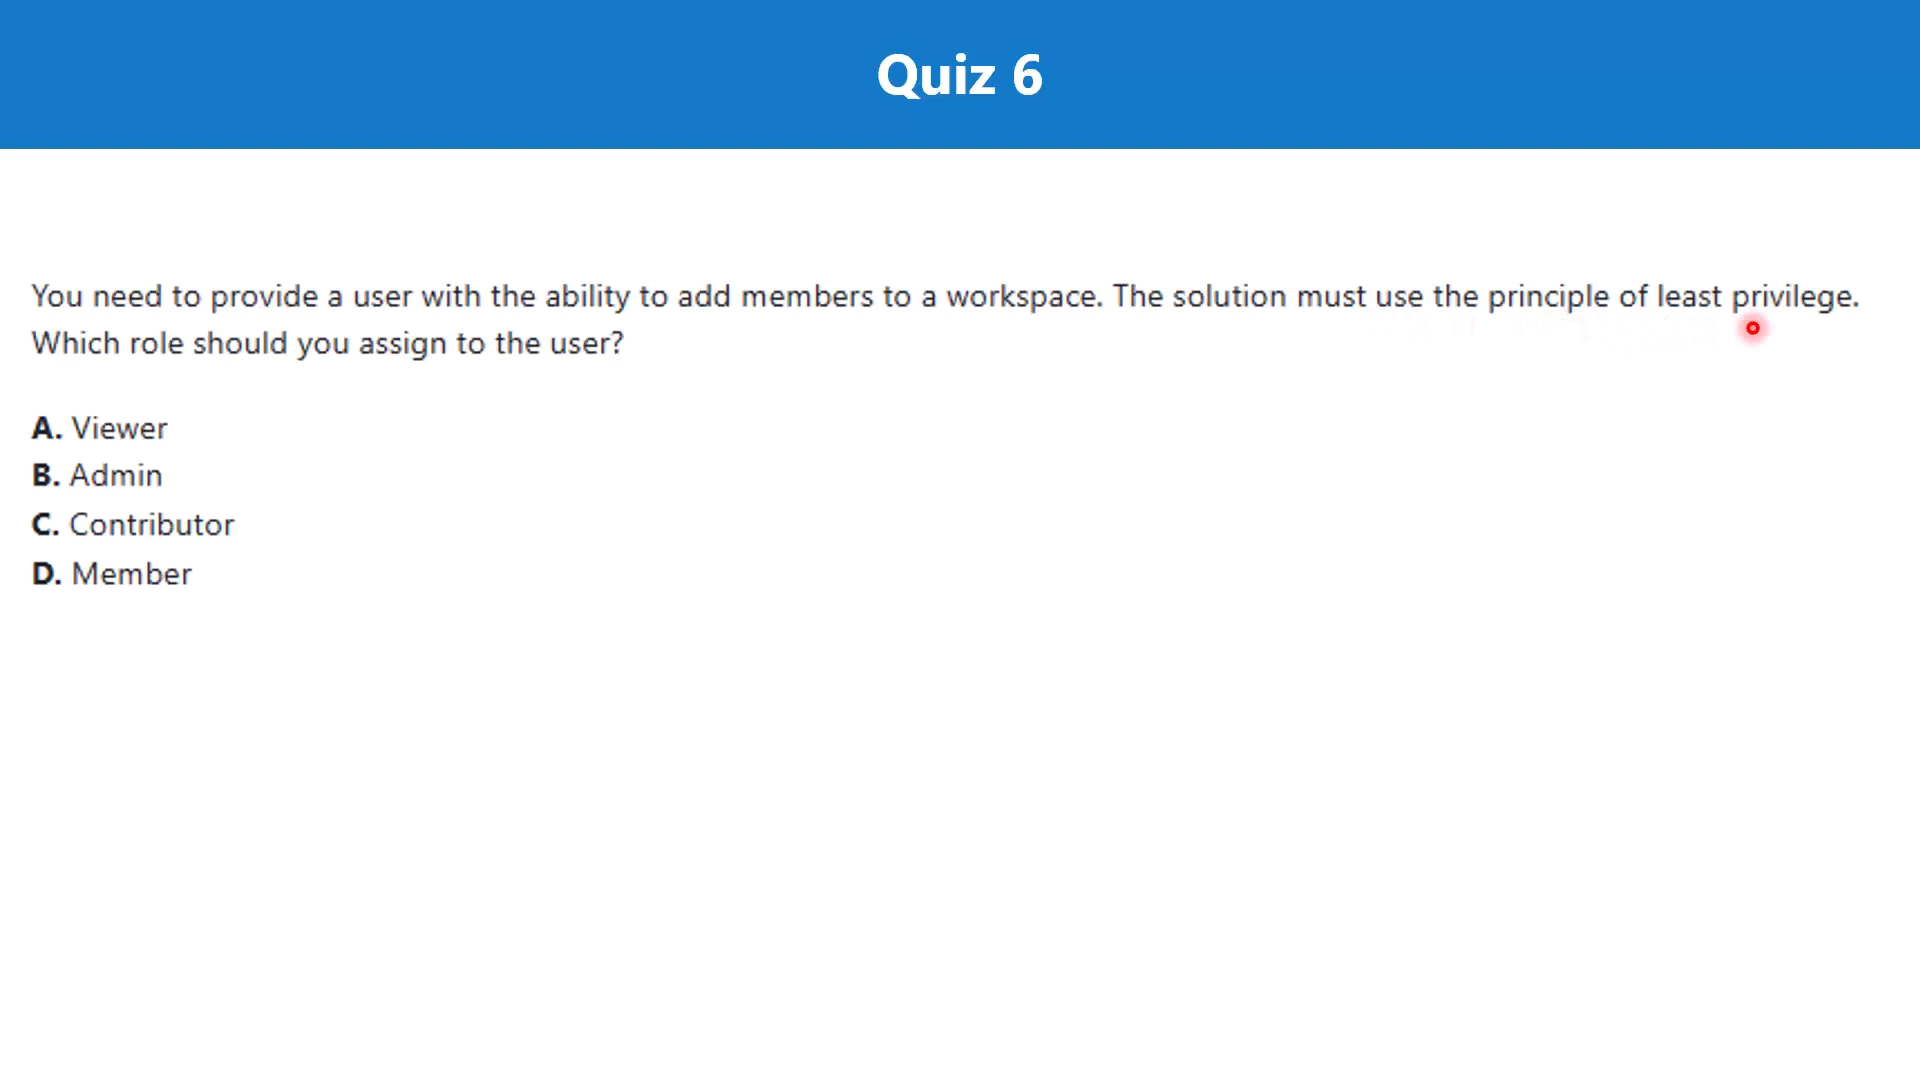 Quiz 6
You need to provide a user with the ability to add members to a workspace. The solution must use the principle of least privilege.
Which role should you assign to the user?
A. Viewer
B. Admin
C. Contributor
D. Member